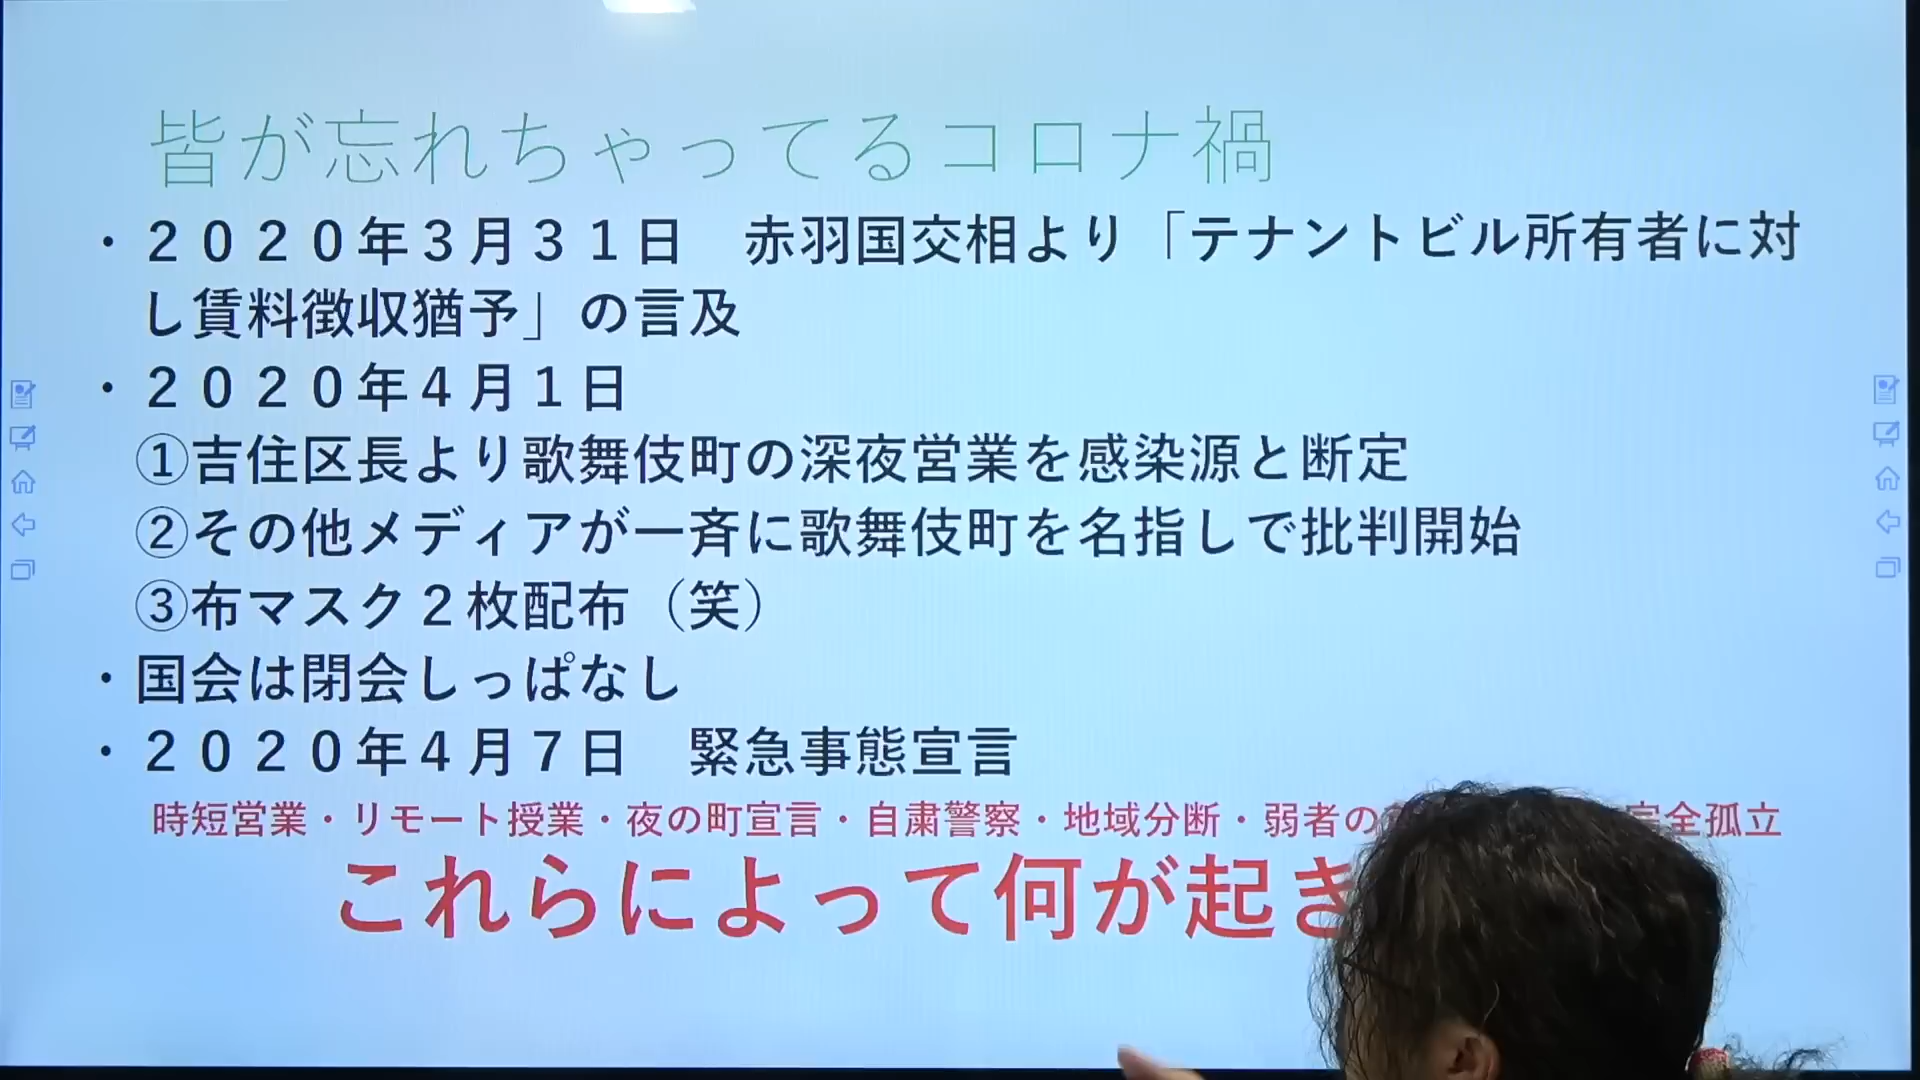 皆が忘れちゃってるコロナ禍
・２０２０年３月３１日　赤羽国交相より「テナントビル所有者に対
し賃料徴収猶予」の言及
・２０２０年４月１日
①吉住区長より歌舞伎町の深夜営業を感染源と断定
②その他メディアが一斉に歌舞伎町を名指しで批判開始
③布マスク２枚配布（笑）
・国会は閉会しっぱなし
・２０２０年４月７日　緊急事態宣言
時短営業・リモート授業・夜の町宣言・自粛警察・地域分断・弱者の 完全孤立
これらによって何が起き